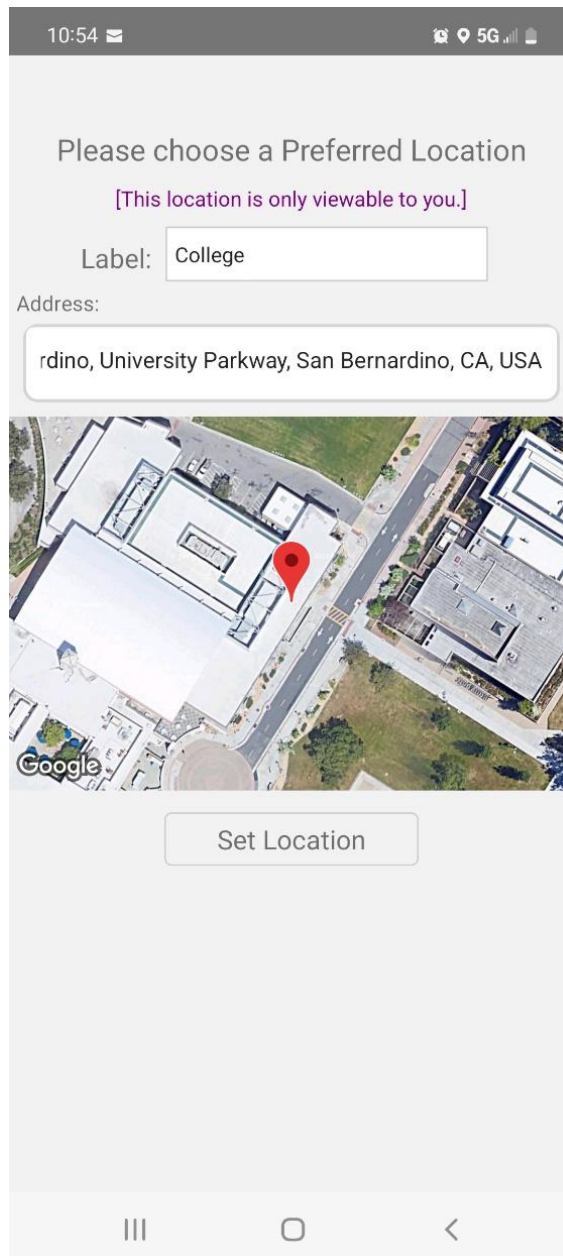 10:54
5G
Please choose a Preferred Location
[This location is only viewable to you.]
Label: College
Address:
rdino, University Parkway, San Bernardino, CA, USA
Google
Set Location